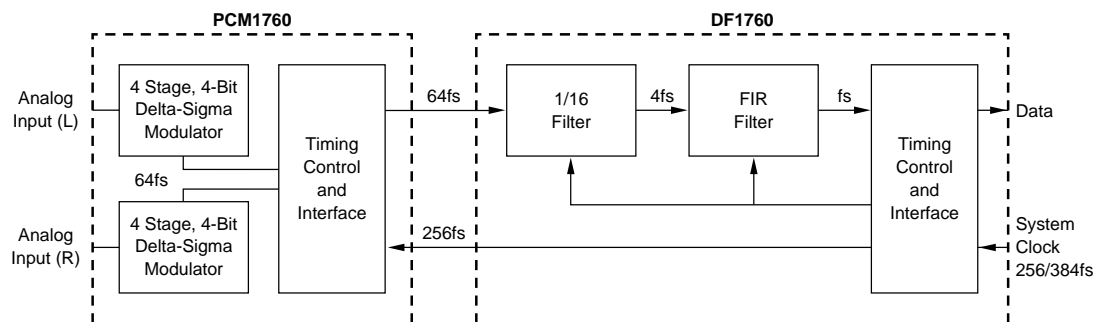 PCM1760
DF1760
Analog
Input (L)
4 Stage, 4-Bit
Delta-Sigma
Modulator
64fs
Analog
Input (R)
4 Stage, 4-Bit
Delta-Sigma
Modulator
Timing
Control
and
Interface
64fs
256fs
1/16
Filter
4fs
FIR
Filter
fs
Timing
Control
and
Interface
Data
System
Clock
256/384fs